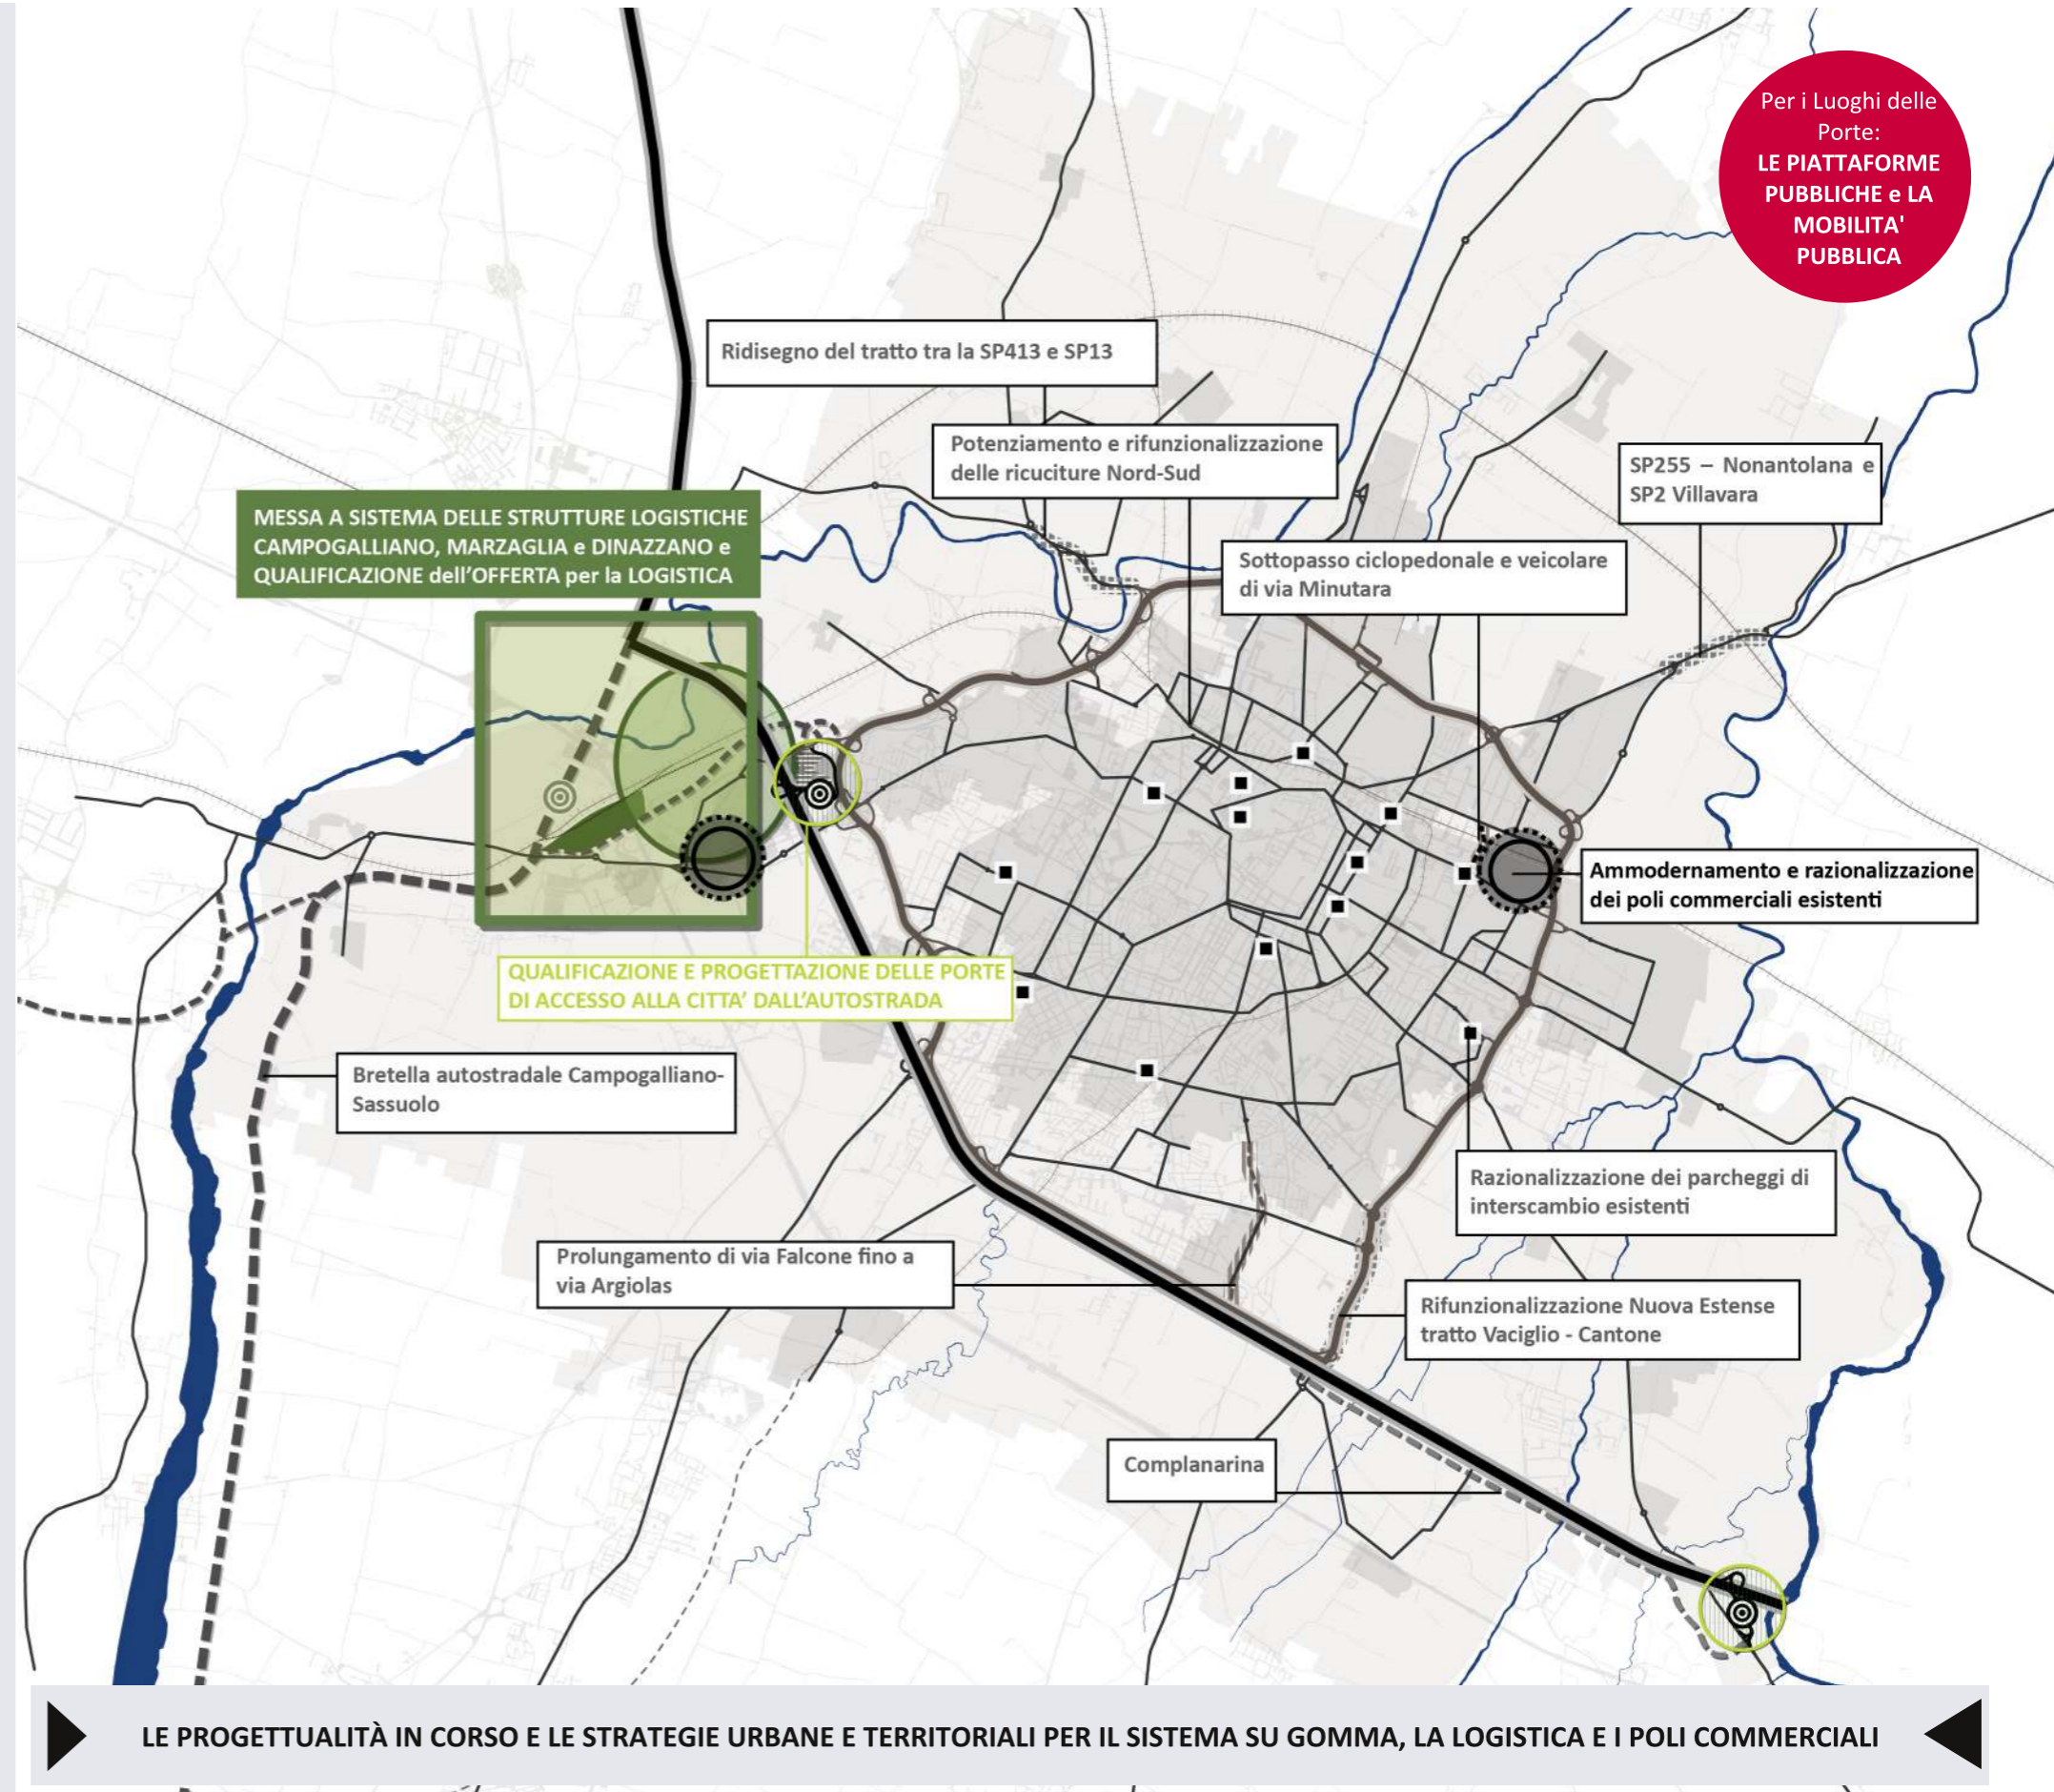 Per i Luoghi delle
Porte:
LE PIATTAFORME
PUBBLICHE e LA
MOBILITA'
PUBBLICA
Ridisegno del tratto tra la SP413 e SP13
Potenziamento e rifunzionalizzazione
delle ricuciture Nord-Sud
SP255 – Nonantolana e
SP2 Villavara
MESSA A SISTEMA DELLE STRUTTURE LOGISTICHE
CAMPOGALLIANO, MARZAGLIA e DINAZZANO e
QUALIFICAZIONE dell'OFFERTA per la LOGISTICA
Sottopasso ciclopedonale e veicolare
di via Minutara
Ammodernamento e razionalizzazione
dei poli commerciali esistenti
QUALIFICAZIONE E PROGETTAZIONE DELLE PORTE
DI ACCESSO ALLA CITTA' DALL'AUTOSTRADA
Bretella autostradale Campogalliano-
Sassuolo
Razionalizzazione dei parcheggi di
interscambio esistenti
Prolungamento di via Falcone fino a
via Argiolas
Rifunzionalizzazione Nuova Estense
tratto Vaciglio - Cantone
Complanarina
LE PROGETTUALITÀ IN CORSO E LE STRATEGIE URBANE E TERRITORIALI PER IL SISTEMA SU GOMMA, LA LOGISTICA E I POLI COMMERCIALI